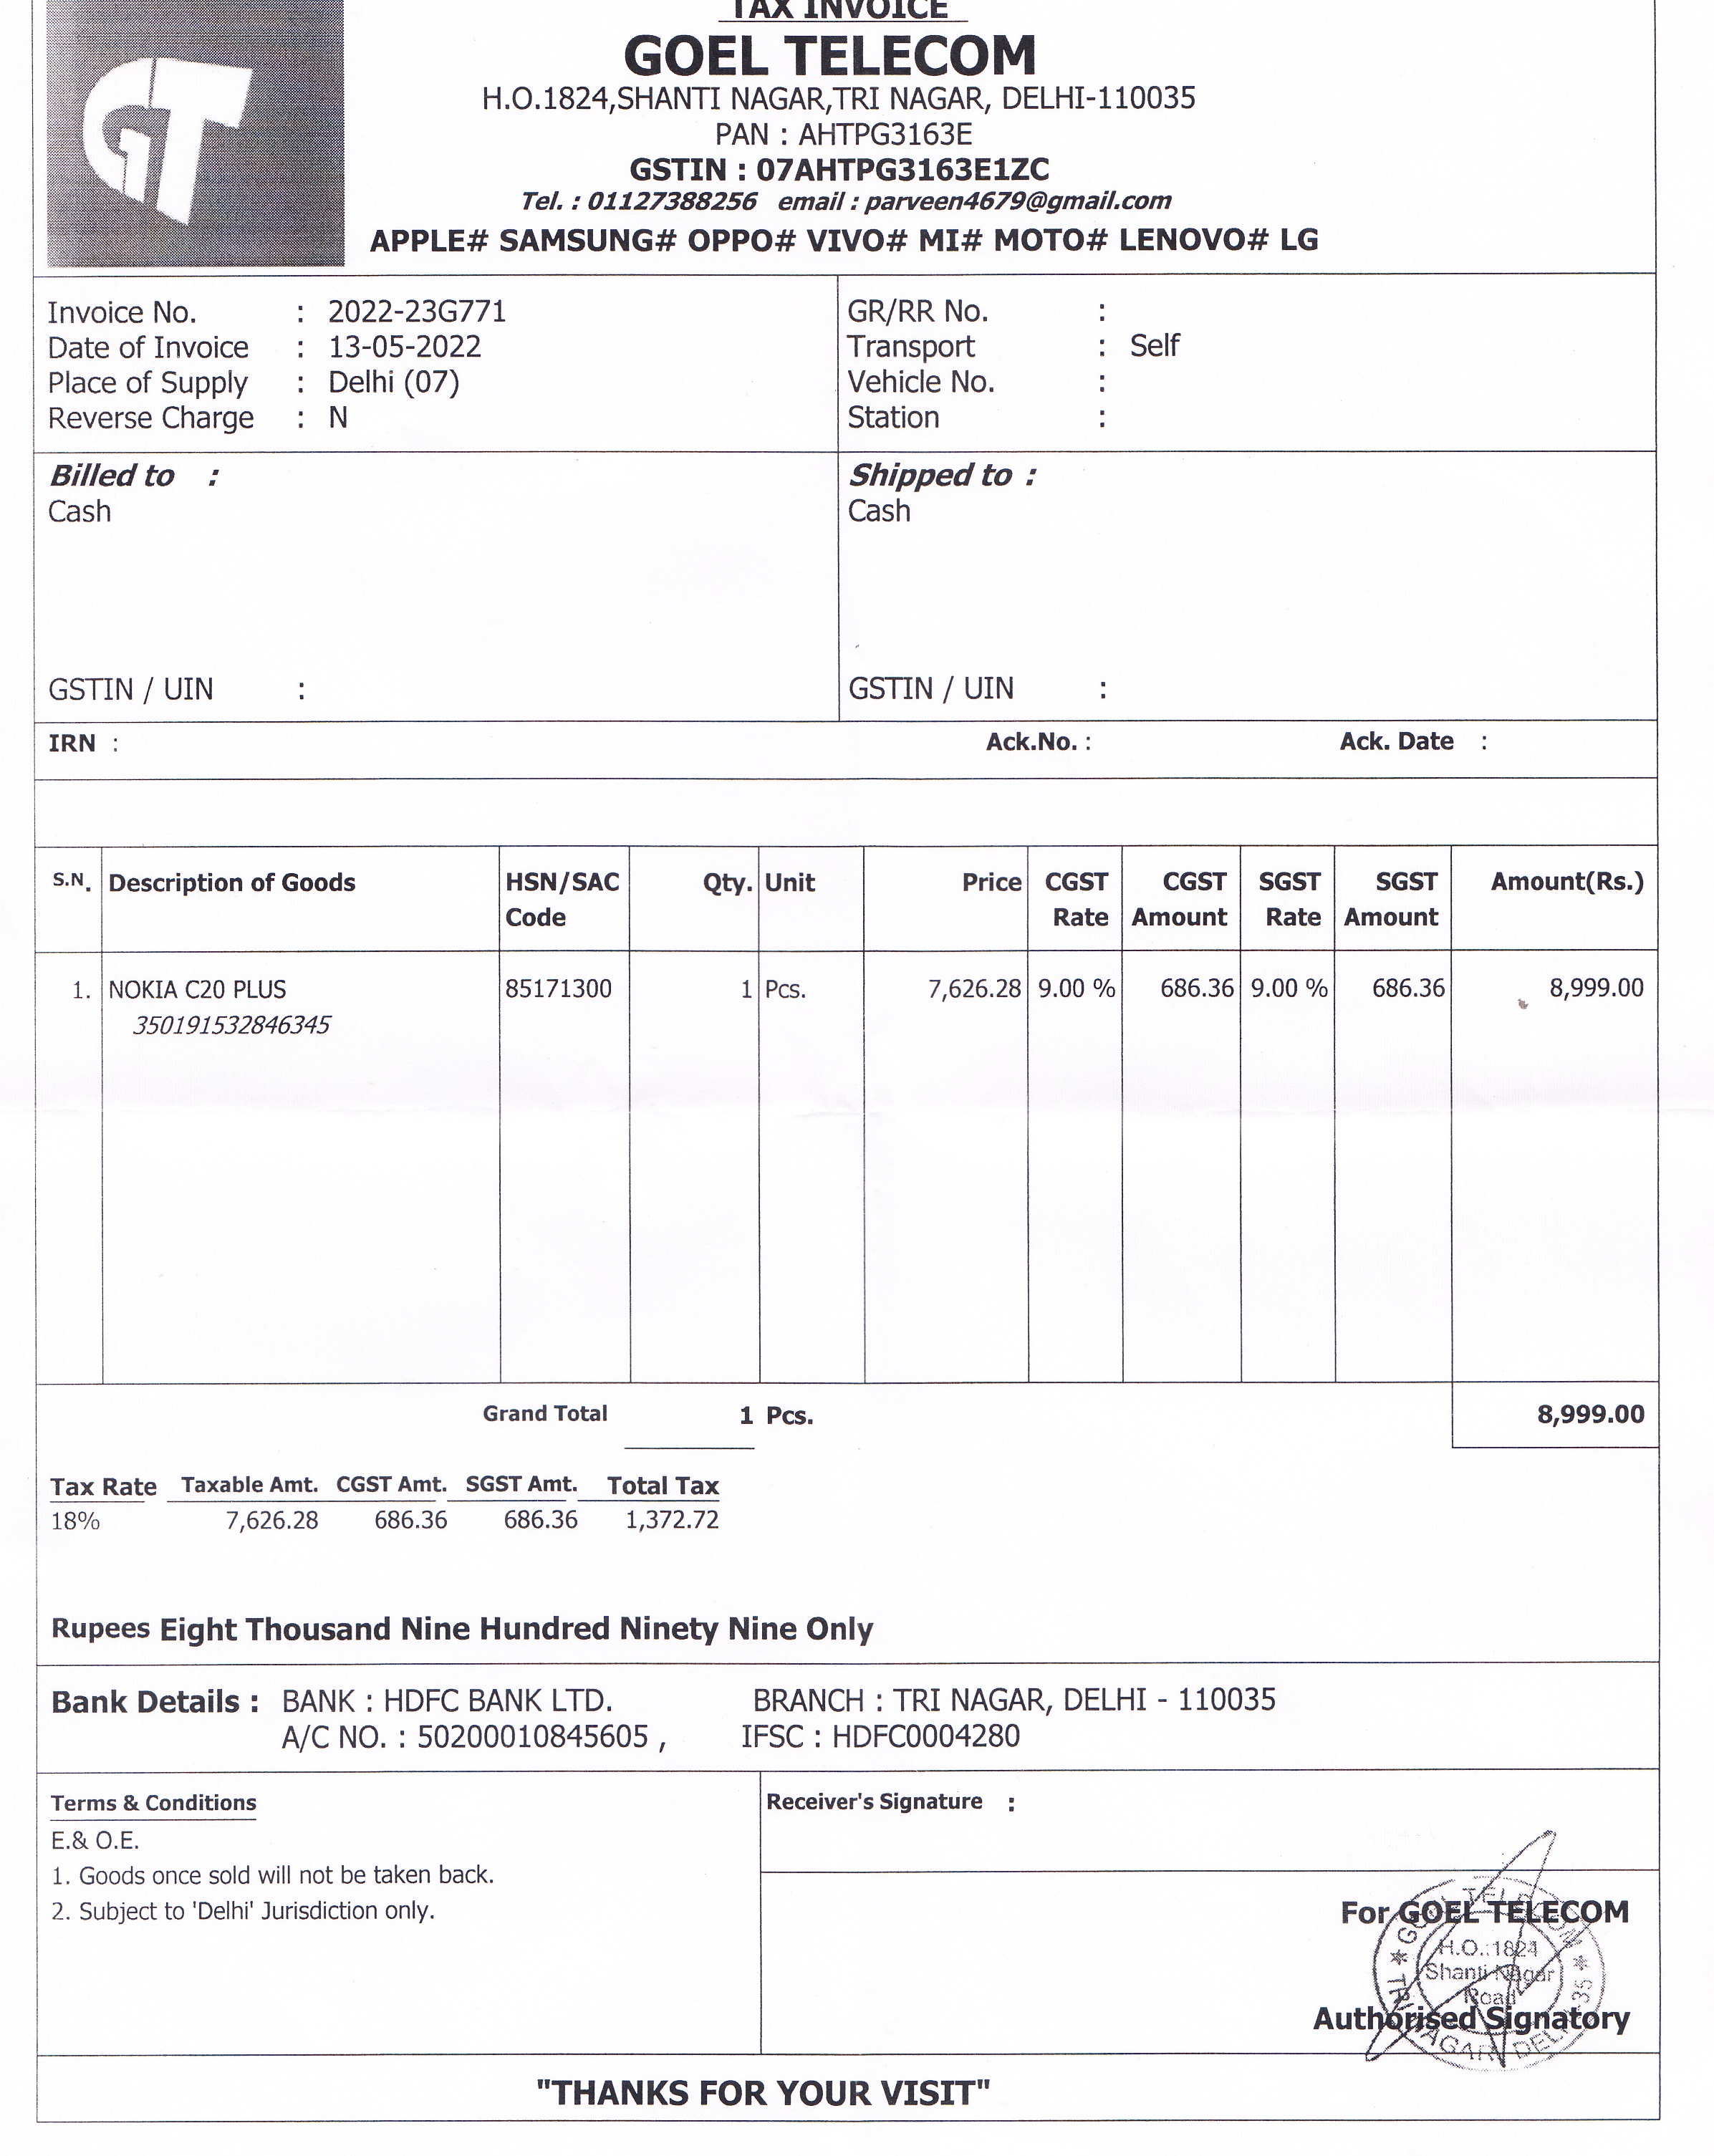 TAX INVOICE
GT
GOEL TELECOM
H.O.1824,SHANTI NAGAR,TRI NAGAR, DELHI-110035
PAN : AHTPG3163E
GSTIN : 07AHTPG3163E1ZC
Tel. : 01127388256 email : parveen4679@gmail.com
APPLE# SAMSUNG# OPPO# VIVO# MI# MOTO# LENOVO# LG
Invoice No. : 2022-23G771
Date of Invoice : 13-05-2022
Place of Supply : Delhi (07)
Reverse Charge : N
GR/RR No. :
Transport : Self
Vehicle No. :
Station :
Billed to :
Cash
GSTIN / UIN :
Shipped to :
Cash
GSTIN / UIN :
IRN : Ack.No. : Ack. Date :
S.N. Description of Goods HSN/SAC Code Qty. Unit Price CGST Rate CGST Amount SGST Rate SGST Amount Amount(Rs.)
1. NOKIA C20 PLUS 85171300 1 Pcs. 7,626.28 9.00 % 686.36 9.00 % 686.36 8,999.00
350191532846345
Grand Total 1 Pcs. 8,999.00
Tax Rate Taxable Amt. CGST Amt. SGST Amt. Total Tax
18% 7,626.28 686.36 686.36 1,372.72
Rupees Eight Thousand Nine Hundred Ninety Nine Only
Bank Details : BANK : HDFC BANK LTD. BRANCH : TRI NAGAR, DELHI - 110035
A/C NO. : 50200010845605 , IFSC : HDFC0004280
Terms & Conditions
E.& O.E.
1. Goods once sold will not be taken back.
2. Subject to 'Delhi' Jurisdiction only.
Receiver's Signature :
For GOEL TELECOM
GOEL TELECOM
H.O.:1824
Shanti Nagar
Road
TRI NAGAR DELHI-35
Authorised Signatory
"THANKS FOR YOUR VISIT"